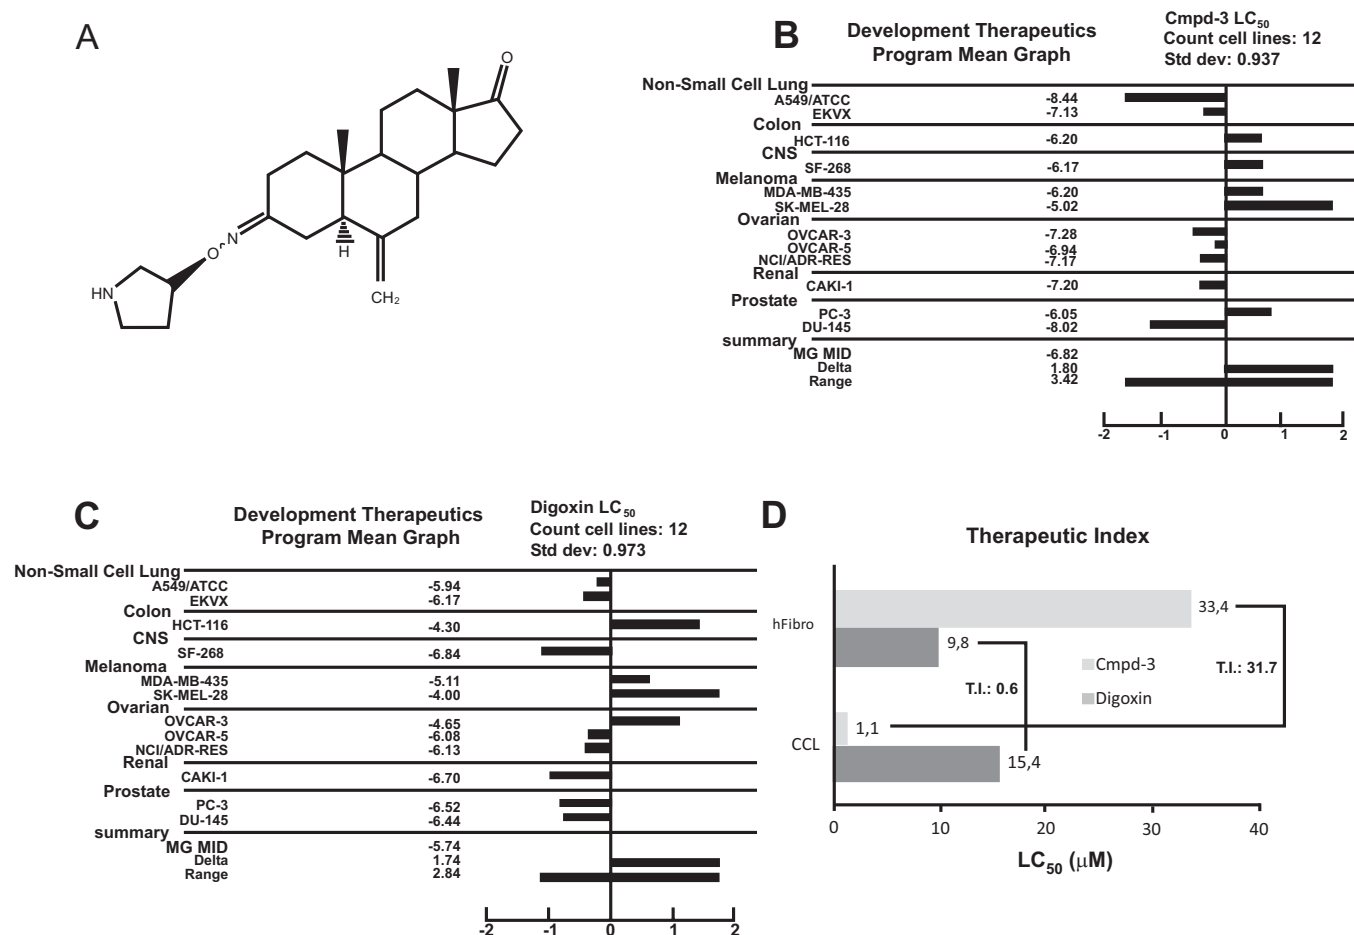 A
O
N
O
H
HN
CH2
B
Development Therapeutics
Program Mean Graph
Cmpd-3 LC50
Count cell lines: 12
Std dev: 0.937
Non-Small Cell Lung
A549/ATCC -8.44
EKVX -7.13
Colon
HCT-116 -6.20
CNS
SF-268 -6.17
Melanoma
MDA-MB-435 -6.20
SK-MEL-28 -5.02
Ovarian
OVCAR-3 -7.28
OVCAR-5 -6.94
NCI/ADR-RES -7.17
Renal
CAKI-1 -7.20
Prostate
PC-3 -6.05
DU-145 -8.02
summary
MG MID -6.82
Delta 1.80
Range 3.42
-2 -1 0 1 2
C
Development Therapeutics
Program Mean Graph
Digoxin LC50
Count cell lines: 12
Std dev: 0.973
Non-Small Cell Lung
A549/ATCC -5.94
EKVX -6.17
Colon
HCT-116 -4.30
CNS
SF-268 -6.84
Melanoma
MDA-MB-435 -5.11
SK-MEL-28 -4.00
Ovarian
OVCAR-3 -4.65
OVCAR-5 -6.08
NCI/ADR-RES -6.13
Renal
CAKI-1 -6.70
Prostate
PC-3 -6.52
DU-145 -6.44
summary
MG MID -5.74
Delta 1.74
Range 2.84
-2 -1 0 1 2
D
Therapeutic Index
hFibro
33,4
9,8
Cmpd-3
Digoxin
T.I.: 31.7
T.I.: 0.6
CCL
1,1
15,4
0 10 20 30 40
LC50 (μM)